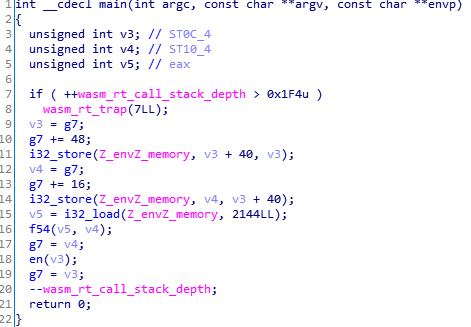 1 int __cdecl main(int argc, const char **argv, const char **envp)
2 {
3 unsigned int v3; // ST0C_4
4 unsigned int v4; // ST10_4
5 unsigned int v5; // eax
6
7 if ( ++wasm_rt_call_stack_depth > 0x1F4u )
8 wasm_rt_trap(7LL);
9 v3 = g7;
10 g7 += 48;
11 i32_store(Z_envZ_memory, v3 + 40, v3);
12 v4 = g7;
13 g7 += 16;
14 i32_store(Z_envZ_memory, v4, v3 + 40);
15 v5 = i32_load(Z_envZ_memory, 2144LL);
16 f54(v5, v4);
17 g7 = v4;
18 en(v3);
19 g7 = v3;
20 --wasm_rt_call_stack_depth;
21 return 0;
22 }